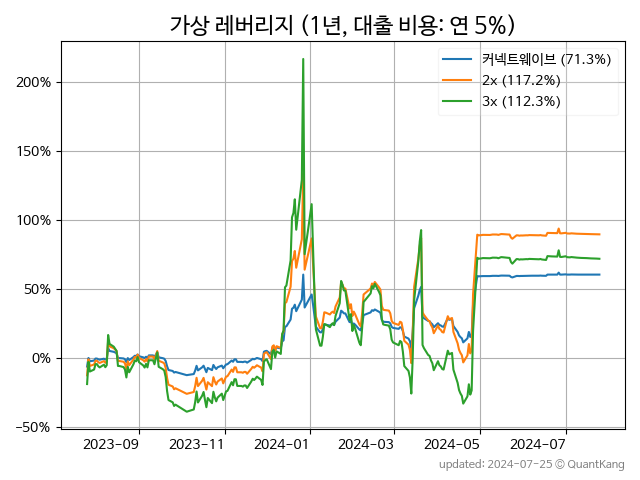 가상 레버리지 (1년, 대출 비용: 연 5%)
커넥트웨이브 (71.3%)
2x (117.2%)
3x (112.3%)
200%
150%
100%
50%
0%
−50%
2023-09
2023-11
2024-01
2024-03
2024-05
2024-07
updated: 2024-07-25 © QuantKang